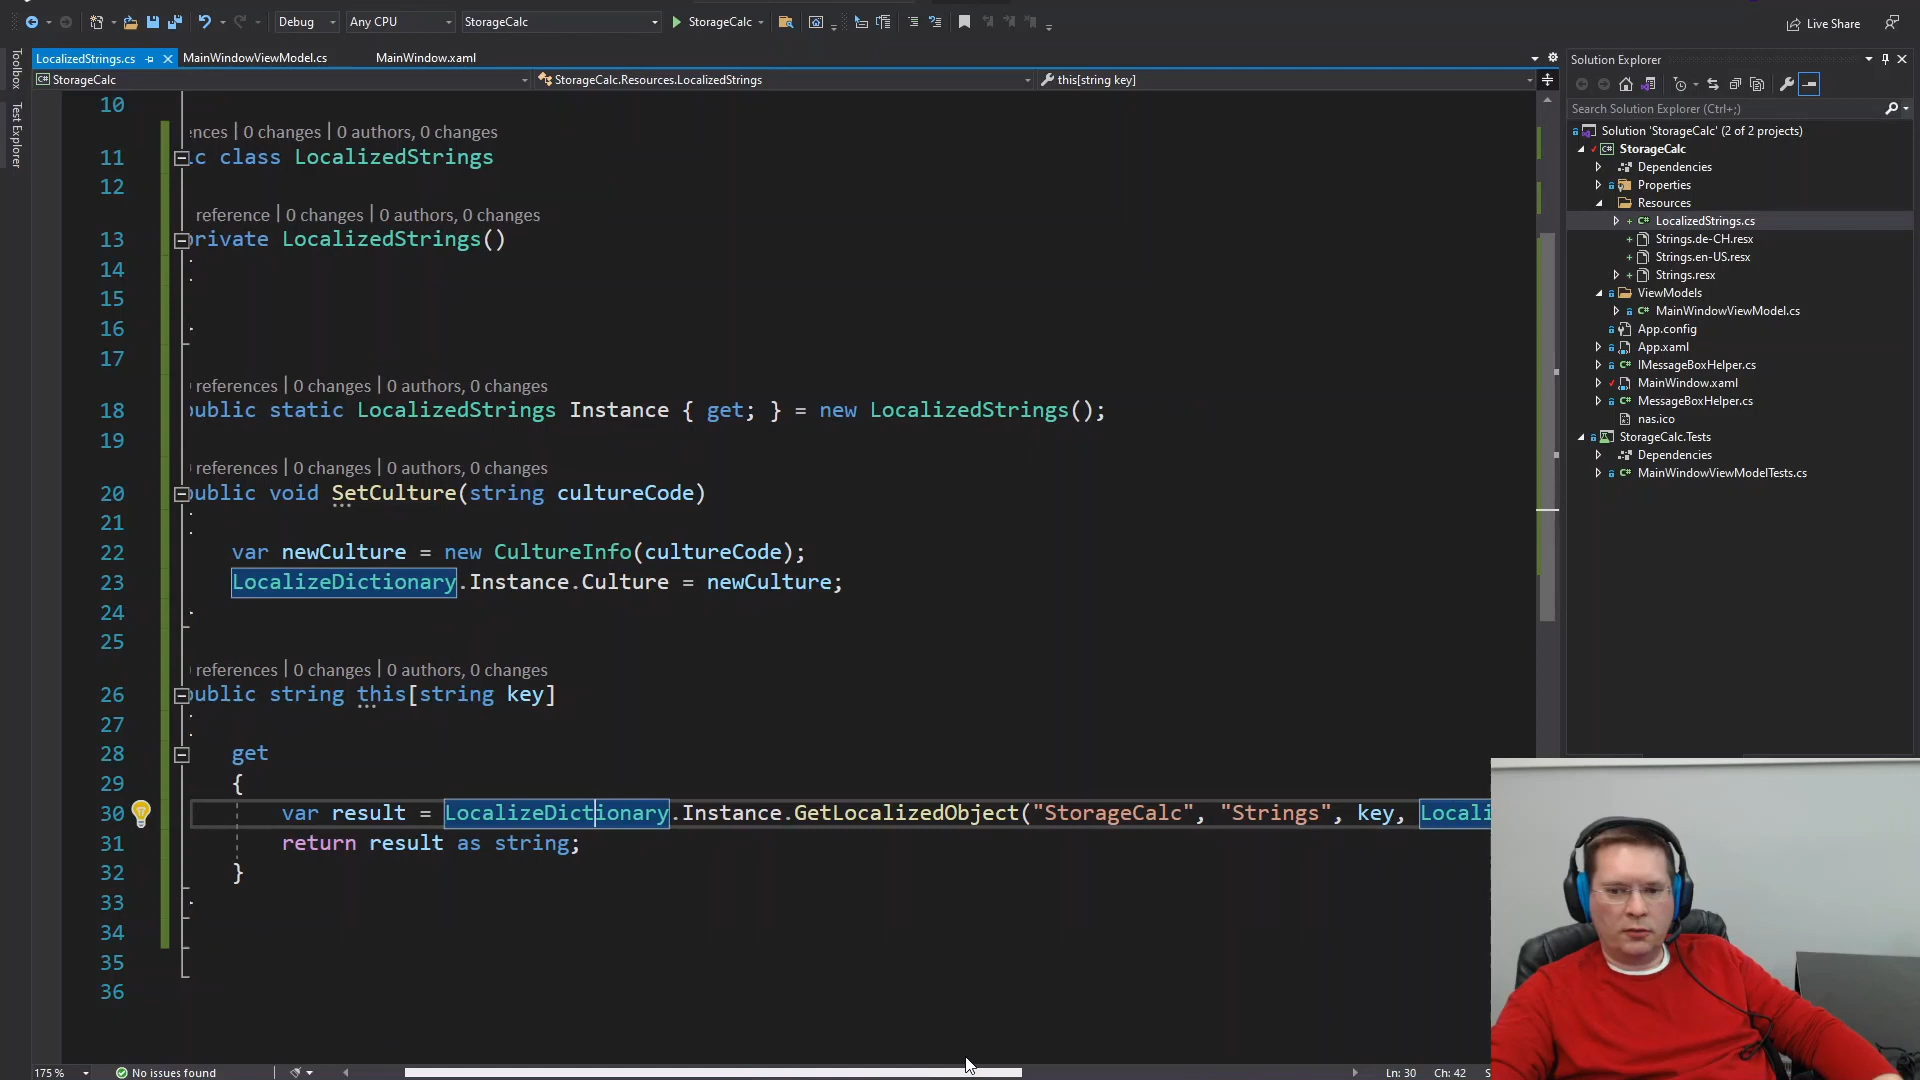 Debug
Any CPU
StorageCalc
StorageCalc
Live Share
LocalizedStrings.cs
MainWindowViewModel.cs
MainWindow.xaml
StorageCalc
StorageCalc.Resources.LocalizedStrings
this[string key]
Toolbox
Test Explorer
10
ences | 0 changes | 0 authors, 0 changes
11 ic class LocalizedStrings
12
reference | 0 changes | 0 authors, 0 changes
13 private LocalizedStrings()
14
15
16
17
references | 0 changes | 0 authors, 0 changes
18 public static LocalizedStrings Instance { get; } = new LocalizedStrings();
19
references | 0 changes | 0 authors, 0 changes
20 public void SetCulture(string cultureCode)
21
22 var newCulture = new CultureInfo(cultureCode);
23 LocalizeDictionary.Instance.Culture = newCulture;
24
25
references | 0 changes | 0 authors, 0 changes
26 public string this[string key]
27
28 get
29 {
30 var result = LocalizeDictionary.Instance.GetLocalizedObject("StorageCalc", "Strings", key, Locali
31 return result as string;
32 }
33
34
35
36
175 %
No issues found
Ln: 30
Ch: 42
S
Solution Explorer
Search Solution Explorer (Ctrl+;)
Solution 'StorageCalc' (2 of 2 projects)
StorageCalc
Dependencies
Properties
Resources
LocalizedStrings.cs
Strings.de-CH.resx
Strings.en-US.resx
Strings.resx
ViewModels
MainWindowViewModel.cs
App.config
App.xaml
IMessageBoxHelper.cs
MainWindow.xaml
MessageBoxHelper.cs
nas.ico
StorageCalc.Tests
Dependencies
MainWindowViewModelTests.cs